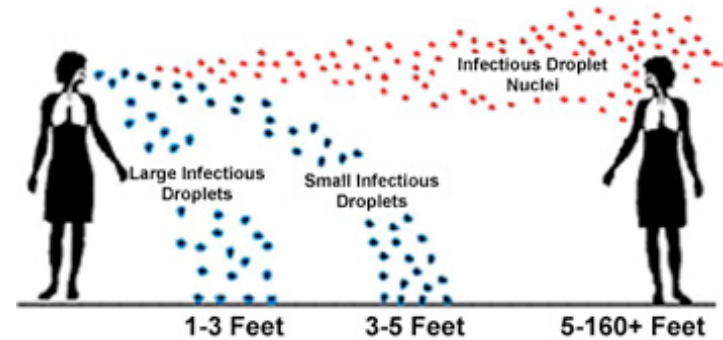 Infectious Droplet
Nuclei
Large Infectious
Droplets
Small Infectious
Droplets
1-3 Feet
3-5 Feet
5-160+ Feet